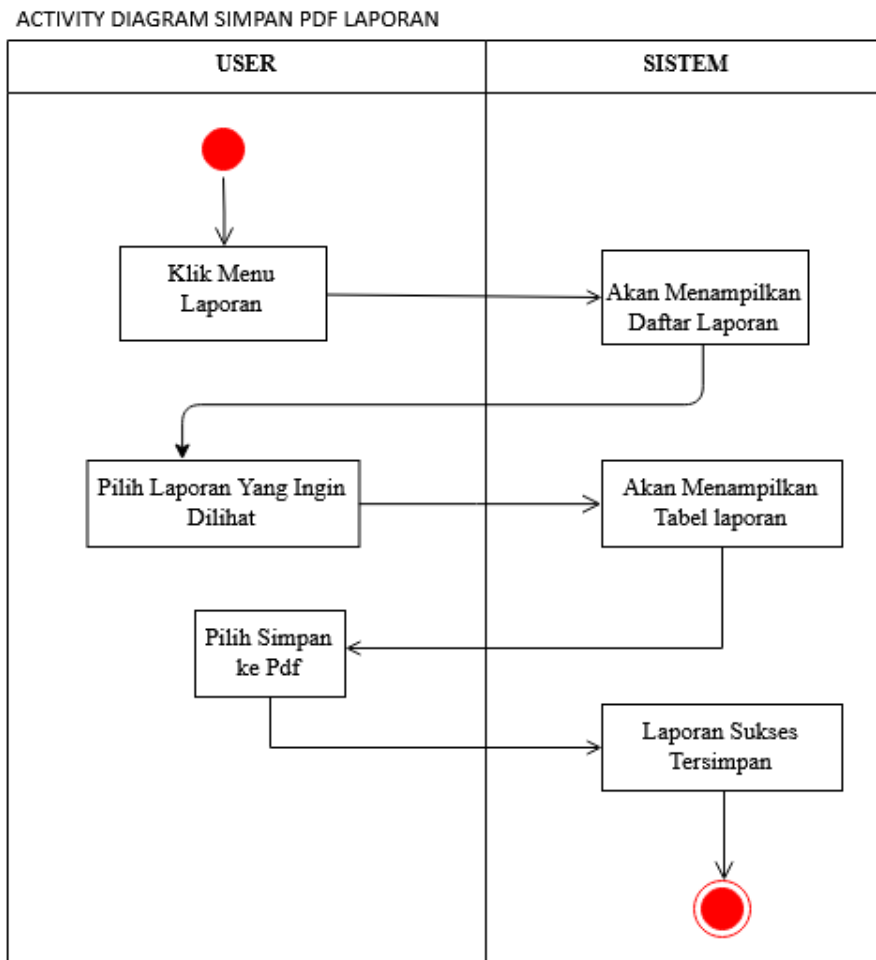 ACTIVITY DIAGRAM SIMPAN PDF LAPORAN
USER
SISTEM
Klik Menu
Laporan
Akan Menampilkan
Daftar Laporan
Pilih Laporan Yang Ingin
Dilihat
Akan Menampilkan
Tabel laporan
Pilih Simpan
ke Pdf
Laporan Sukses
Tersimpan